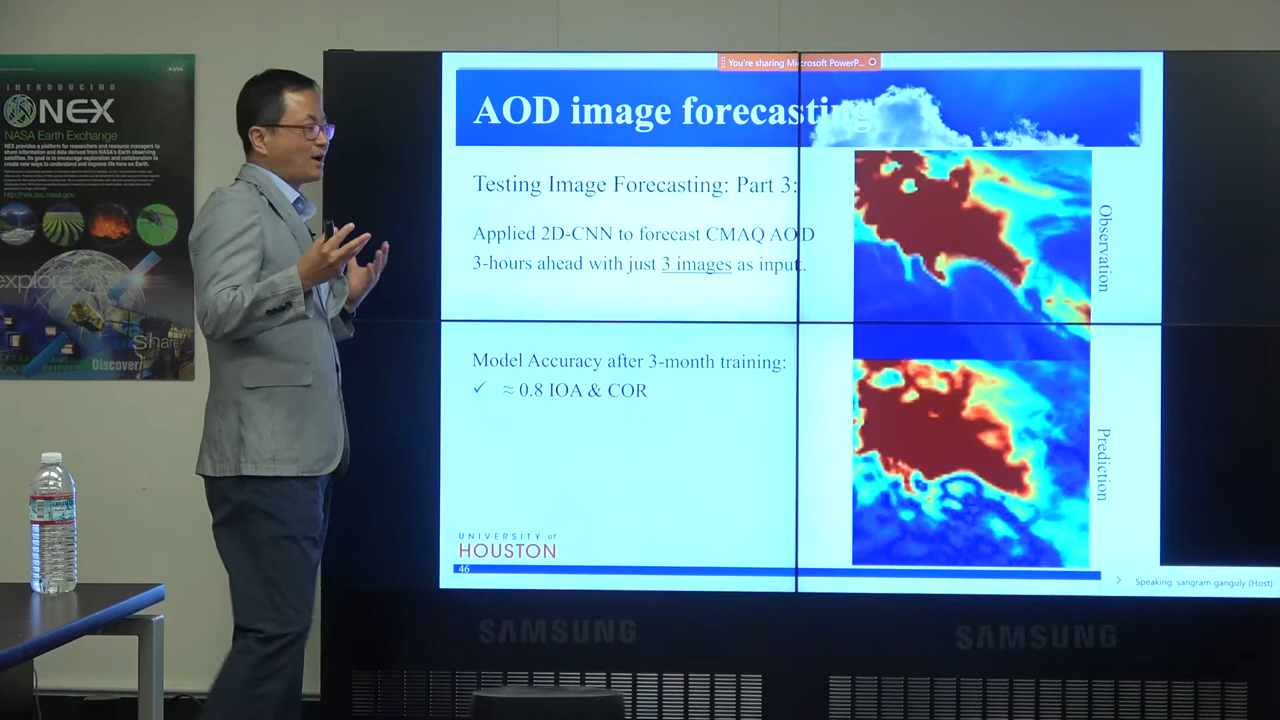 INTRODUCING
NEX
NASA Earth Exchange
NEX provides a platform for researchers and resource managers to
share information and data derived from NASA's Earth observing
satellites. Its goal is to encourage exploration and collaboration to
create new ways to understand and improve life here on Earth.
http://nex.arc.nasa.gov
explore
Share
Discover
You're sharing Microsoft PowerP...
AOD image forecasting
Testing Image Forecasting: Part 3:
Applied 2D-CNN to forecast CMAQ AOD
3-hours ahead with just 3 images as input.
Model Accuracy after 3-month training:
✓ ≈ 0.8 IOA & COR
Observation
Prediction
UNIVERSITY of
HOUSTON
46
Speaking: sangram ganguly (Host)
SAMSUNG
SAMSUNG